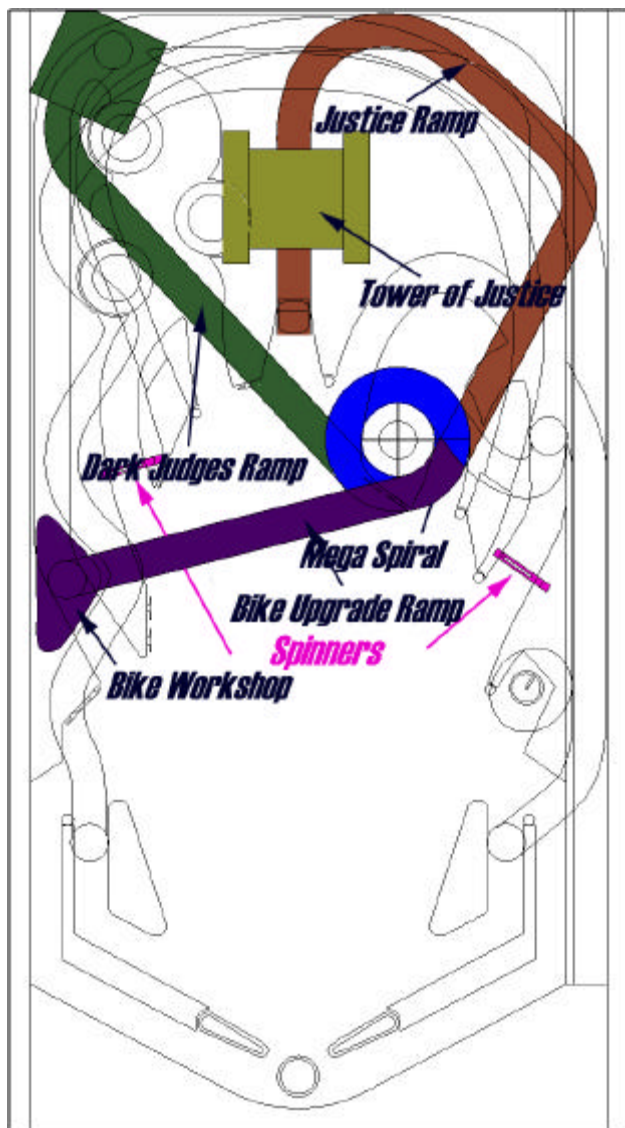 Justice Ramp
Tower of Justice
Dark Judges Ramp
Mega Spiral
Bike Upgrade Ramp
Spinners
Bike Workshop